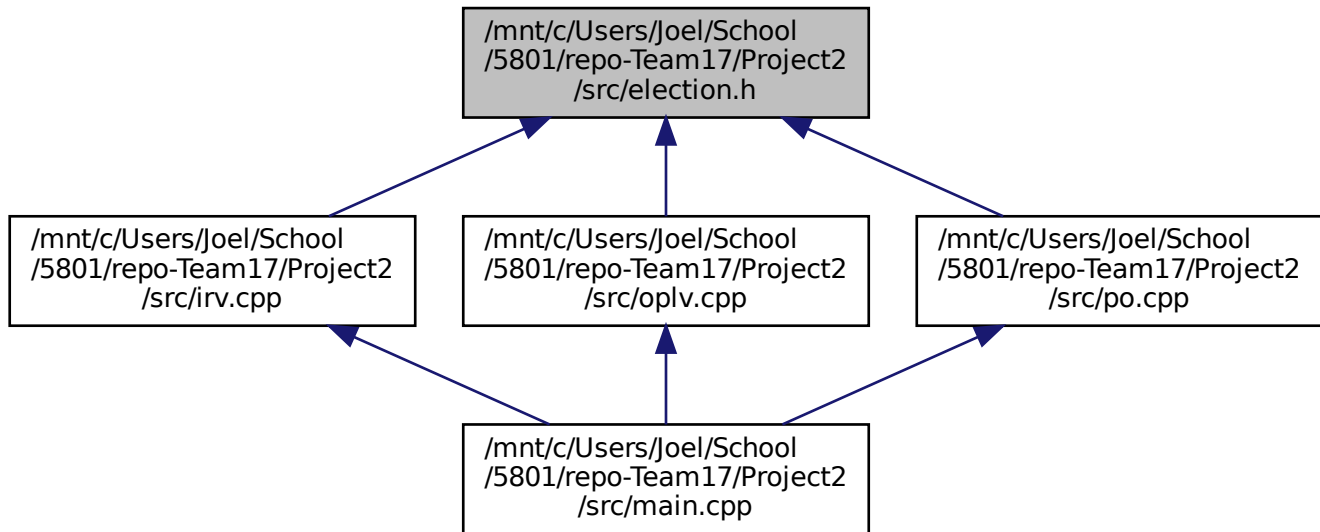 /mnt/c/Users/Joel/School
/5801/repo-Team17/Project2
/src/election.h
/mnt/c/Users/Joel/School
/5801/repo-Team17/Project2
/src/irv.cpp
/mnt/c/Users/Joel/School
/5801/repo-Team17/Project2
/src/oplv.cpp
/mnt/c/Users/Joel/School
/5801/repo-Team17/Project2
/src/po.cpp
/mnt/c/Users/Joel/School
/5801/repo-Team17/Project2
/src/main.cpp